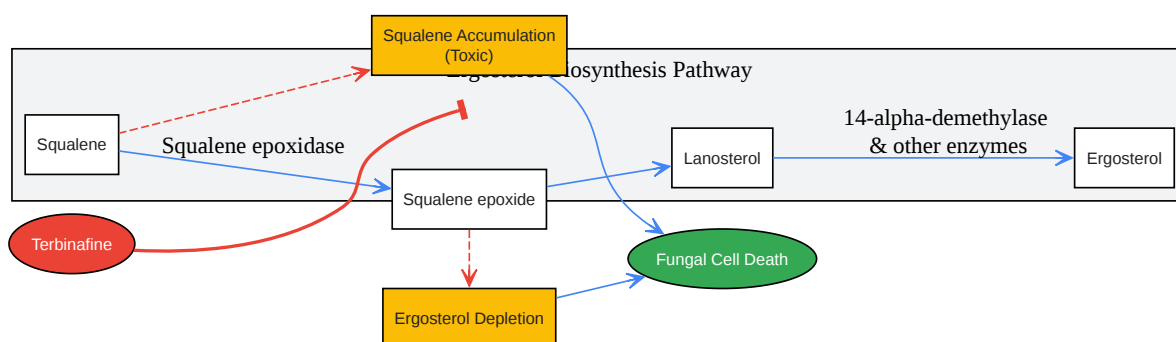 Squalene Accumulation
(Toxic)
Ergosterol Biosynthesis Pathway
Squalene
Squalene epoxidase
14-alpha-demethylase
& other enzymes
Lanosterol
Ergosterol
Squalene epoxide
Terbinafine
Fungal Cell Death
Ergosterol Depletion